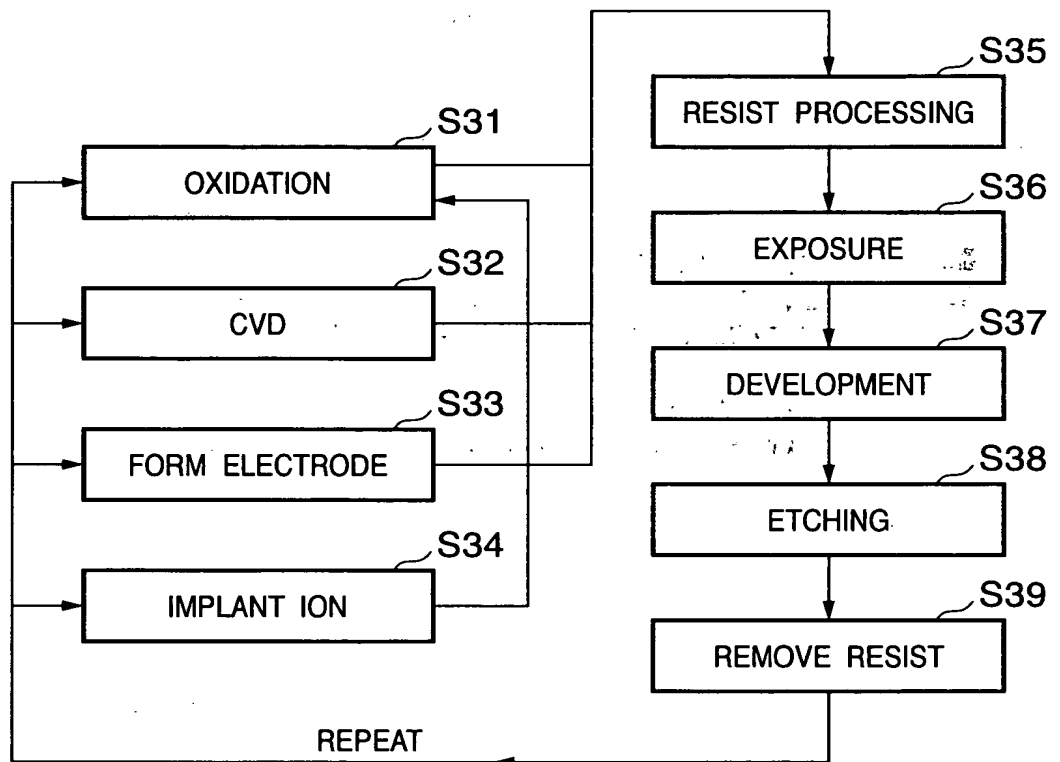 S31
OXIDATION
S32
CVD
S33
FORM ELECTRODE
S34
IMPLANT ION
S35
RESIST PROCESSING
S36
EXPOSURE
S37
DEVELOPMENT
S38
ETCHING
S39
REMOVE RESIST
REPEAT